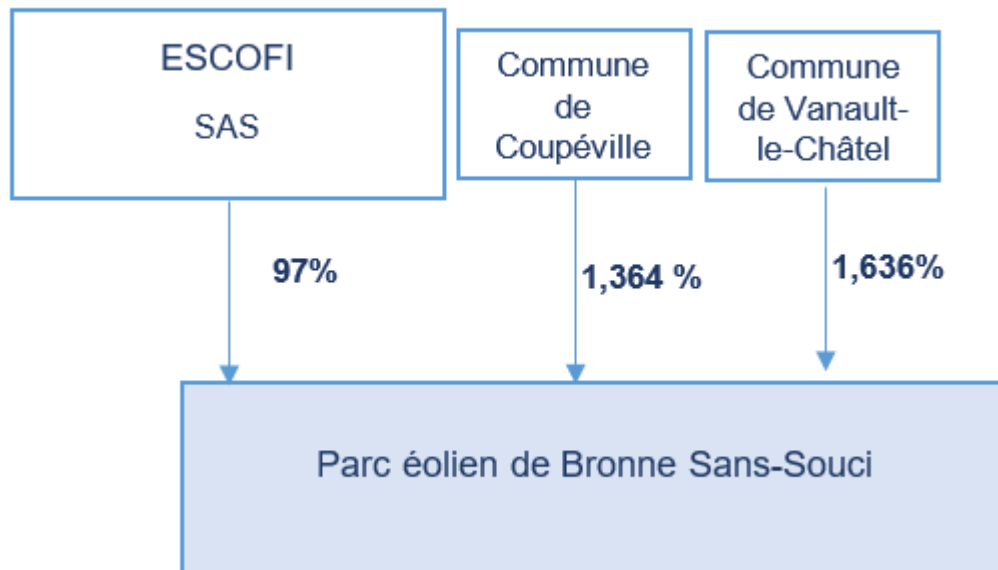 ESCOFI
SAS
Commune
de
Coupéville
Commune
de Vanault-
le-Châtel
97%
1,364 %
1,636%
Parc éolien de Bronne Sans-Souci